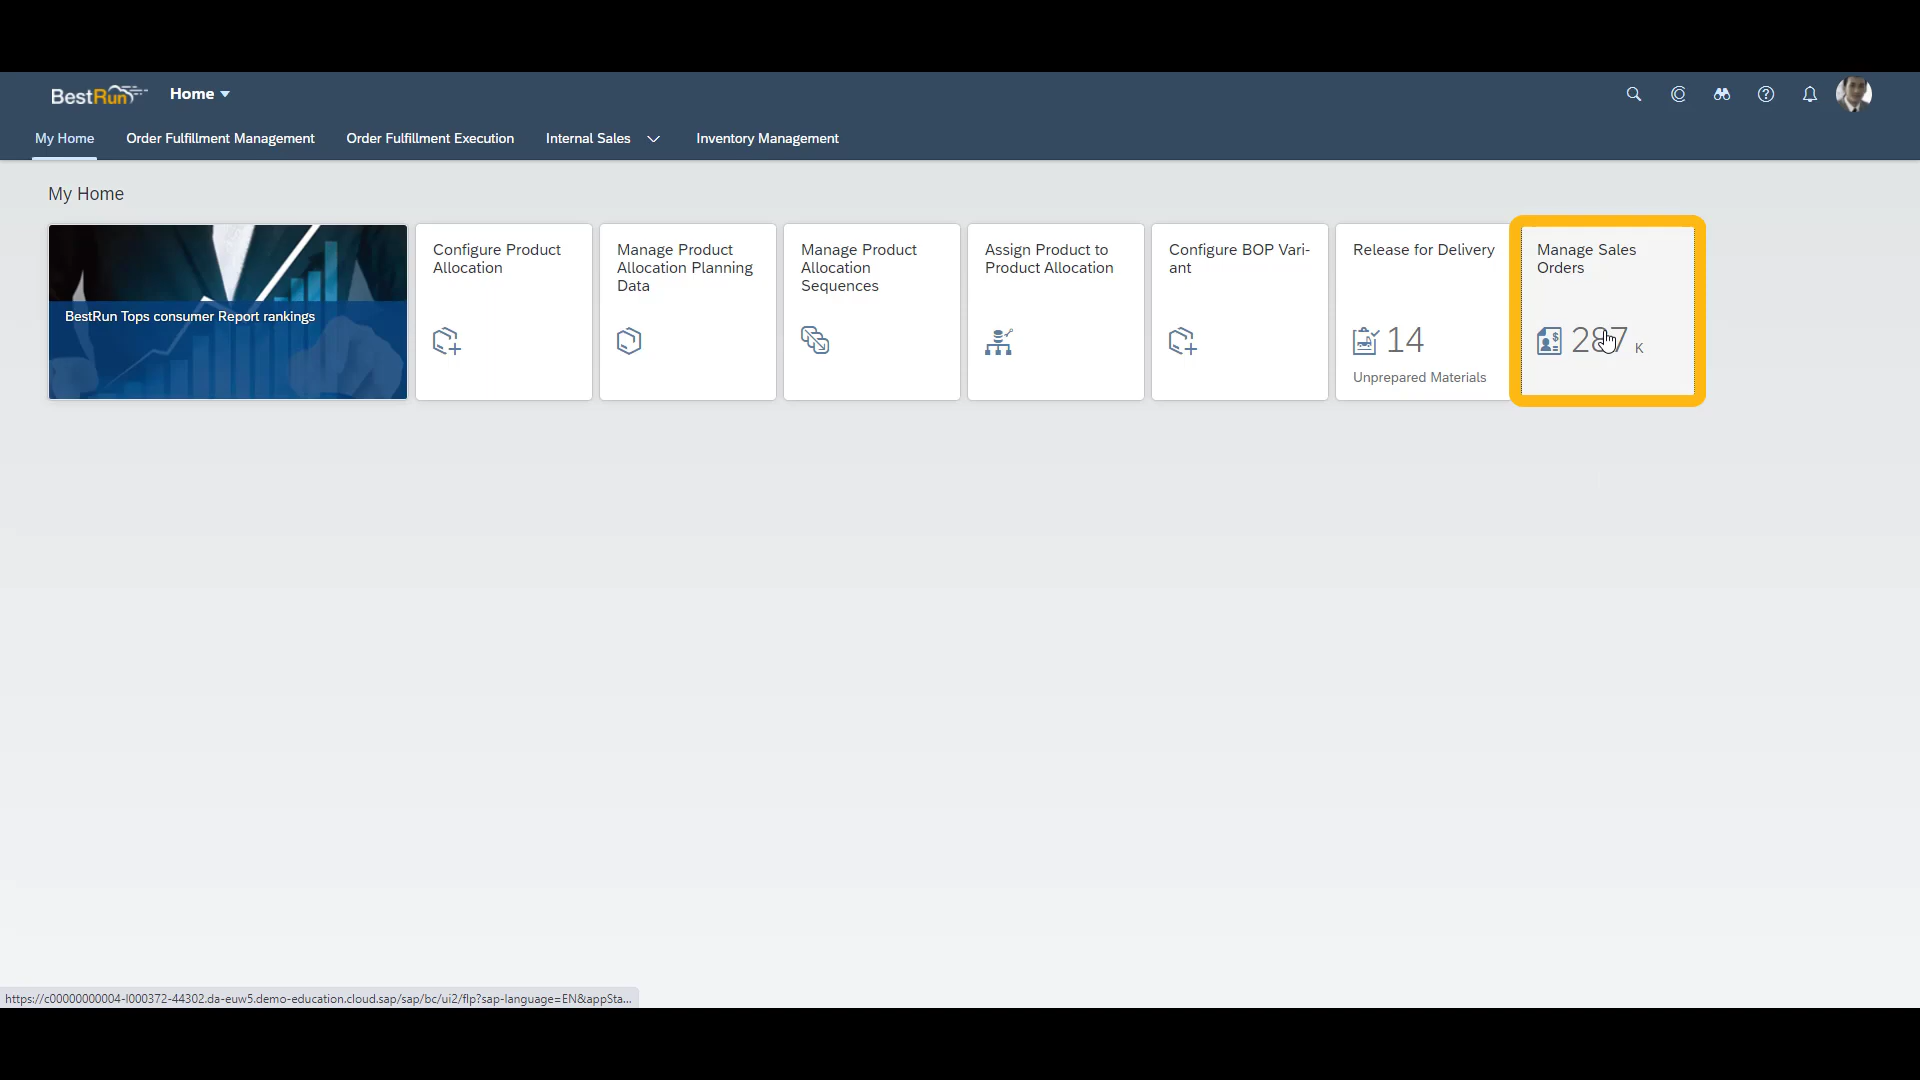 BestRun
Home
My Home
Order Fulfillment Management
Order Fulfillment Execution
Internal Sales
Inventory Management
My Home
BestRun Tops consumer Report rankings
Configure Product
Allocation
Manage Product
Allocation Planning
Data
Manage Product
Allocation
Sequences
Assign Product to
Product Allocation
Configure BOP Vari-
ant
Release for Delivery
14
Unprepared Materials
Manage Sales
Orders
287 K
https://c00000000004-l000372-44302.da-euw5.demo-education.cloud.sap/sap/bc/ui2/flp?sap-language=EN&appSta...